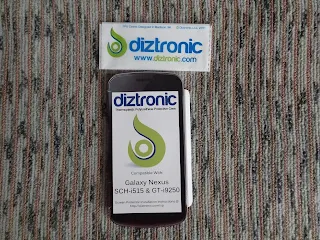 diztronic
www.diztronic.com
diztronic
Compatible With:
Galaxy Nexus
SCH-i515 & GT-i9250